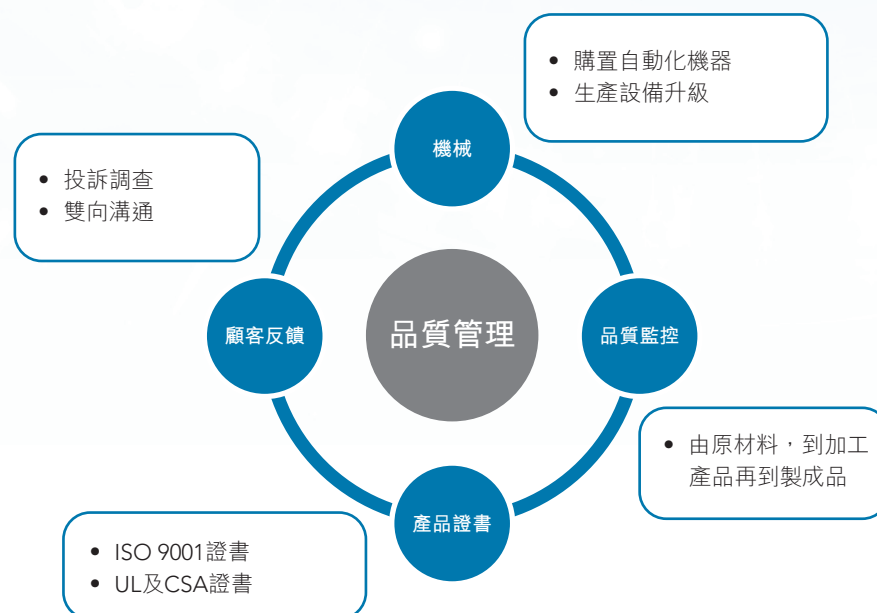 • 購置自動化機器
• 生產設備升級
機械
• 投訴調查
• 雙向溝通
顧客反饋
品質管理
品質監控
• 由原材料，到加工
產品再到製成品
產品證書
• ISO 9001證書
• UL及CSA證書